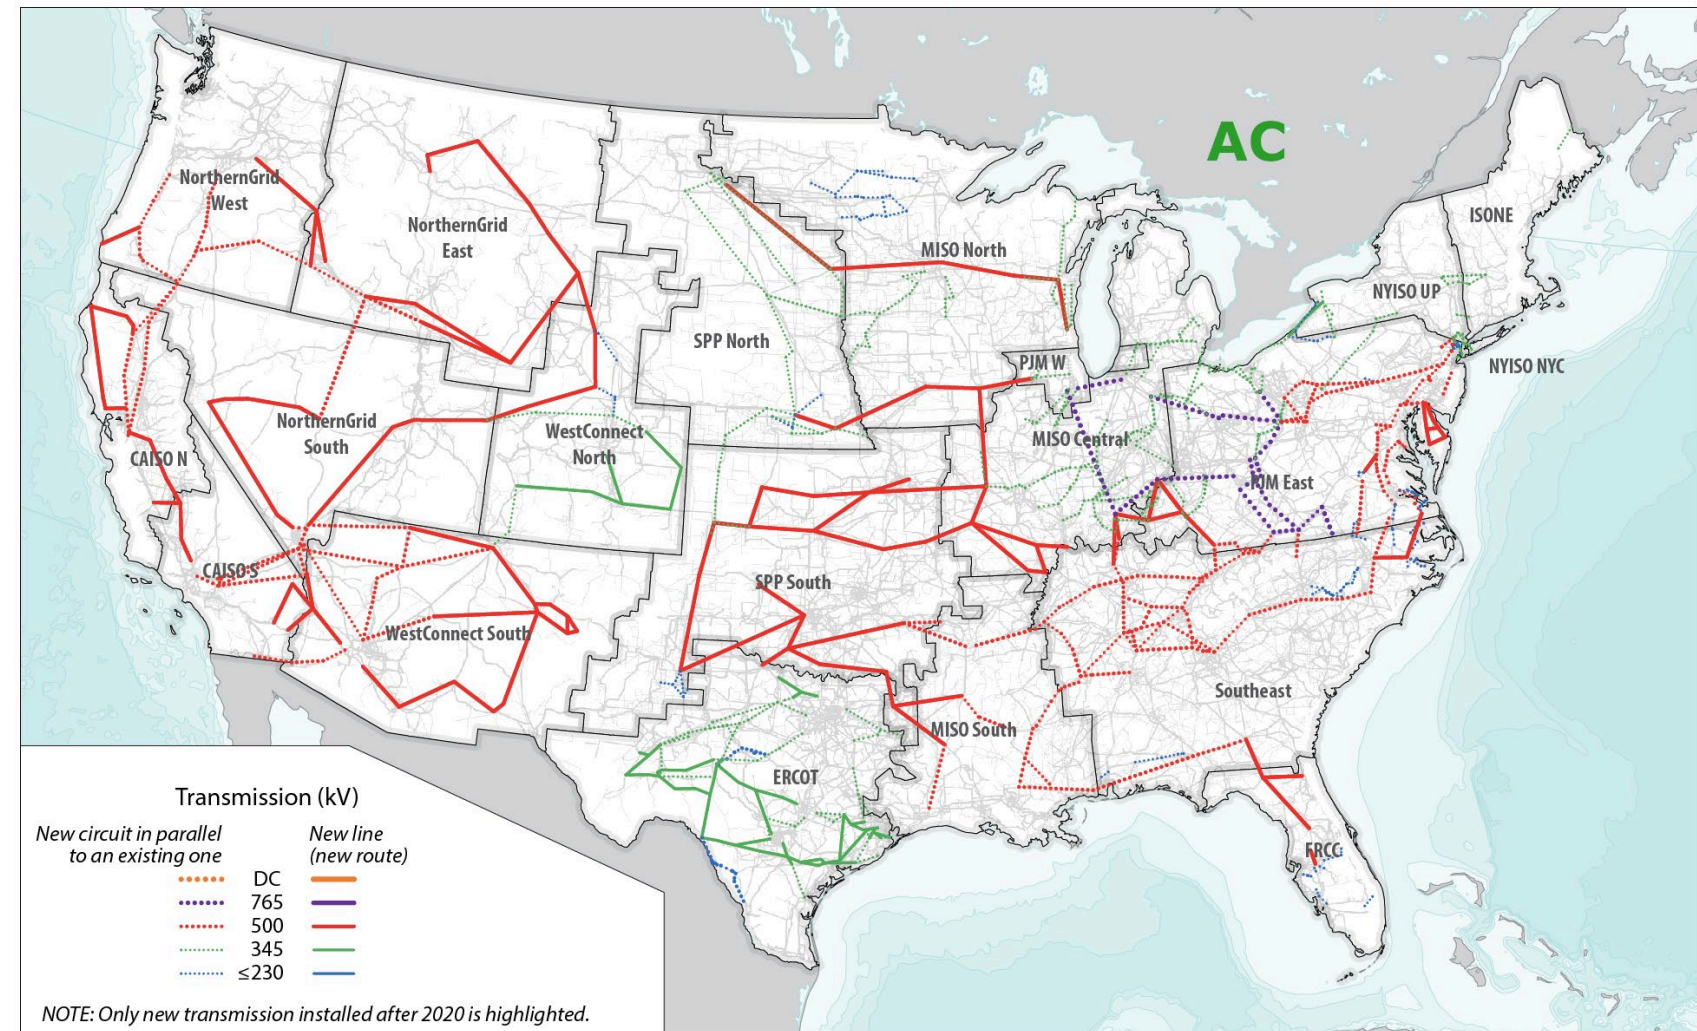 AC
NorthernGrid
West
NorthernGrid
East
MISO North
ISONE
NYISO UP
SPP North
PJM W
NYISO NYC
NorthernGrid
South
WestConnect
North
MISO Central
CAISO N
PJM East
CAISO S
SPP South
WestConnect South
Southeast
MISO South
ERCOT
FRCC
Transmission (kV)
New circuit in parallel
to an existing one
New line
(new route)
DC
765
500
345
≤230
NOTE: Only new transmission installed after 2020 is highlighted.